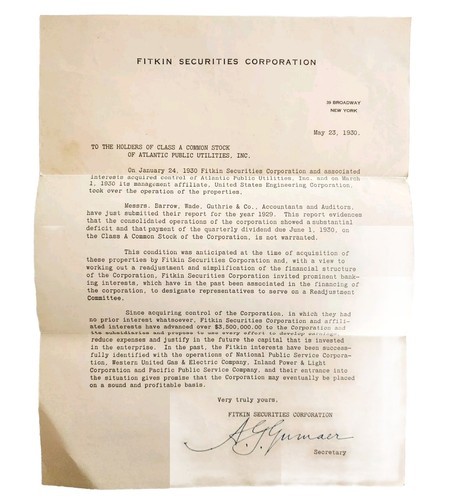 FITKIN SECURITIES CORPORATION
39 BROADWAY
NEW YORK
May 23, 1930.
TO THE HOLDERS OF CLASS A COMMON STOCK
OF ATLANTIC PUBLIC UTILITIES, INC.
On January 24, 1930 Fitkin Securities Corporation and associated
interests acquired control of Atlantic Public Utilities, Inc. and on March
1, 1930 its management affiliate, United States Engineering Corporation,
took over the operation of the properties.
Messrs. Barrow, Wade, Guthrie & Co., Accountants and Auditors,
have just submitted their report for the year 1929. This report evidences
that the consolidated operations of the corporation showed a substantial
deficit and that payment of the quarterly dividend due June 1, 1930, on
the Class A Common Stock of the Corporation, is not warranted.
This condition was anticipated at the time of acquisition of
these properties by Fitkin Securities Corporation and, with a view to
working out a readjustment and simplification of the financial structure
of the Corporation, Fitkin Securities Corporation invited prominent bank-
ing interests, which have in the past been associated in the financing of
the corporation, to designate representatives to serve on a Readjustment
Committee.
Since acquiring control of the Corporation, in which they had
no prior interest whatsoever, Fitkin Securities Corporation and affili-
ated interests have advanced over $3,500,000.00 to the Corporation and
its subsidiaries and propose to use every effort to develop earnings,
reduce expenses and justify in the future the capital that is invested
in the enterprise. In the past, the Fitkin interests have been success-
fully identified with the operations of National Public Service Corpora-
tion, Western United Gas & Electric Company, Inland Power & Light
Corporation and Pacific Public Service Company, and their entrance into
the situation gives promise that the Corporation may eventually be placed
on a sound and profitable basis.
Very truly yours,
FITKIN SECURITIES CORPORATION
A. G. Gumaer
Secretary